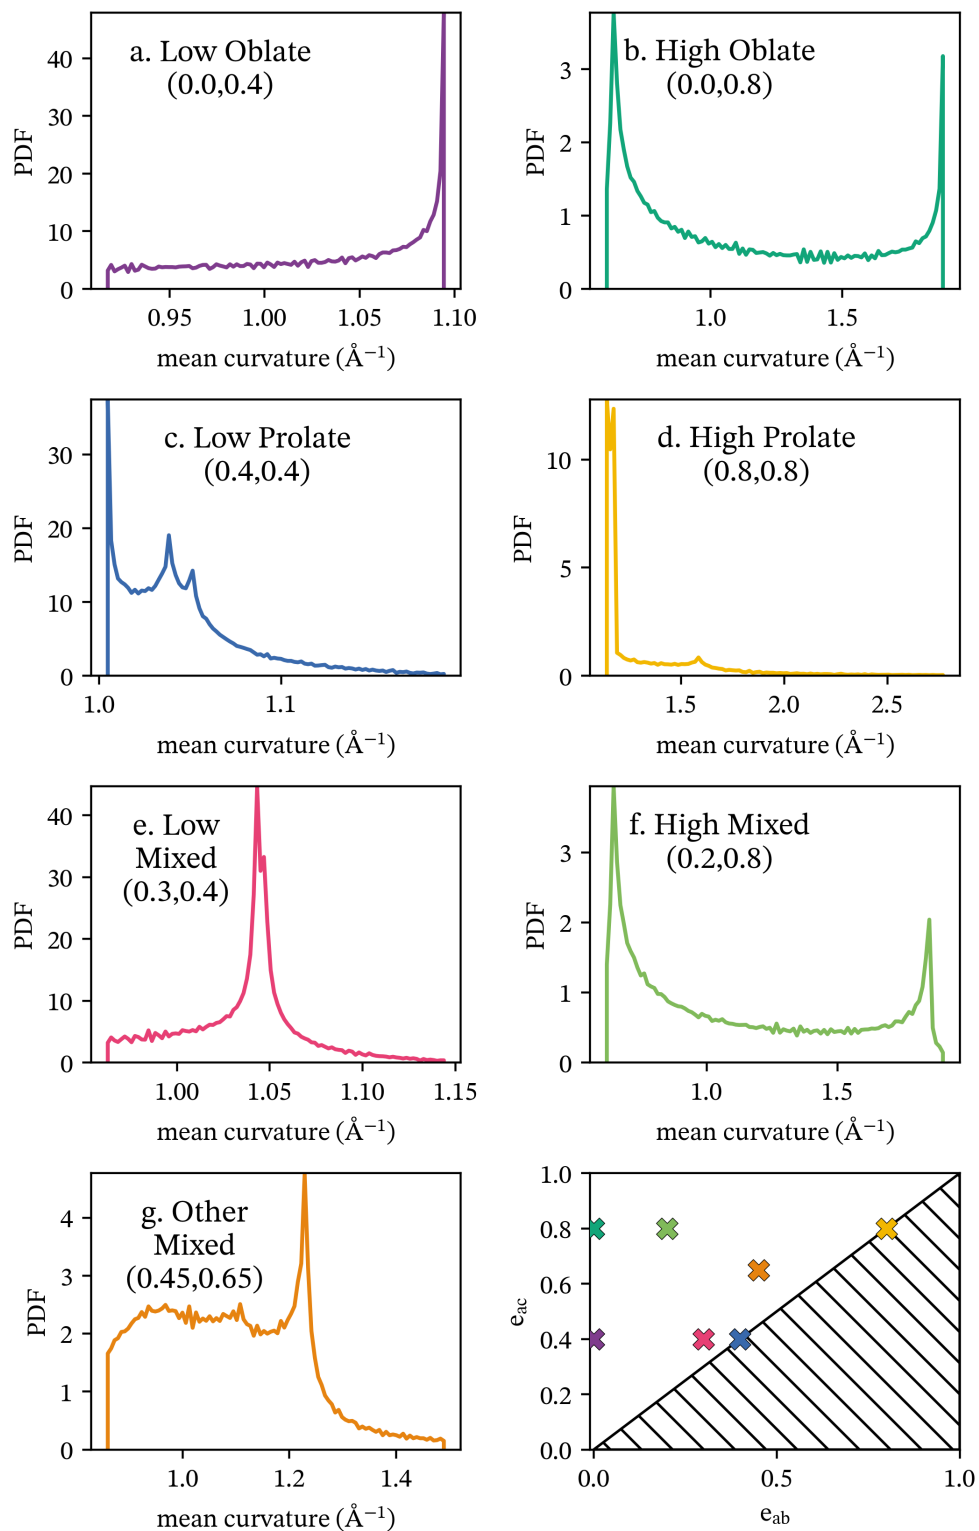 a. Low Oblate
(0.0,0.4)
PDF
40
30
20
10
0
0.95 1.00 1.05 1.10
mean curvature (Å⁻¹)
b. High Oblate
(0.0,0.8)
PDF
3
2
1
0
1.0 1.5
mean curvature (Å⁻¹)
c. Low Prolate
(0.4,0.4)
PDF
30
20
10
0
1.0 1.1
mean curvature (Å⁻¹)
d. High Prolate
(0.8,0.8)
PDF
10
5
0
1.5 2.0 2.5
mean curvature (Å⁻¹)
e. Low
Mixed
(0.3,0.4)
PDF
40
30
20
10
0
1.00 1.05 1.10 1.15
mean curvature (Å⁻¹)
f. High Mixed
(0.2,0.8)
PDF
3
2
1
0
1.0 1.5
mean curvature (Å⁻¹)
g. Other
Mixed
(0.45,0.65)
PDF
4
3
2
1
0
1.0 1.2 1.4
mean curvature (Å⁻¹)
e_ac
1.0
0.8
0.6
0.4
0.2
0.0
0.0 0.5 1.0
e_ab